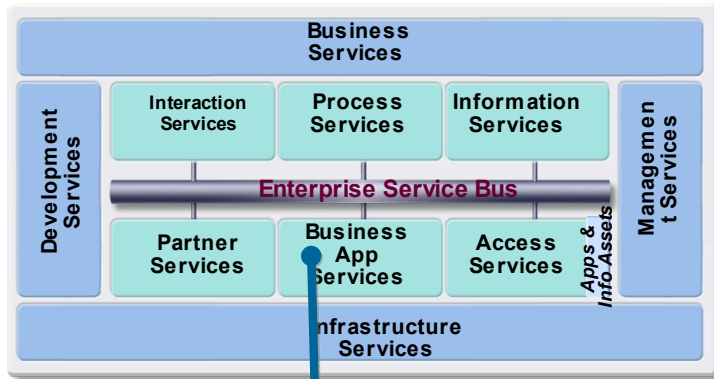 Business
Services
Development
Services
Interaction
Services
Process
Services
Information
Services
Managemen
t Services
Enterprise Service Bus
Partner
Services
Business
App
Services
Access
Services
Apps &
Info Assets
Infrastructure
Services